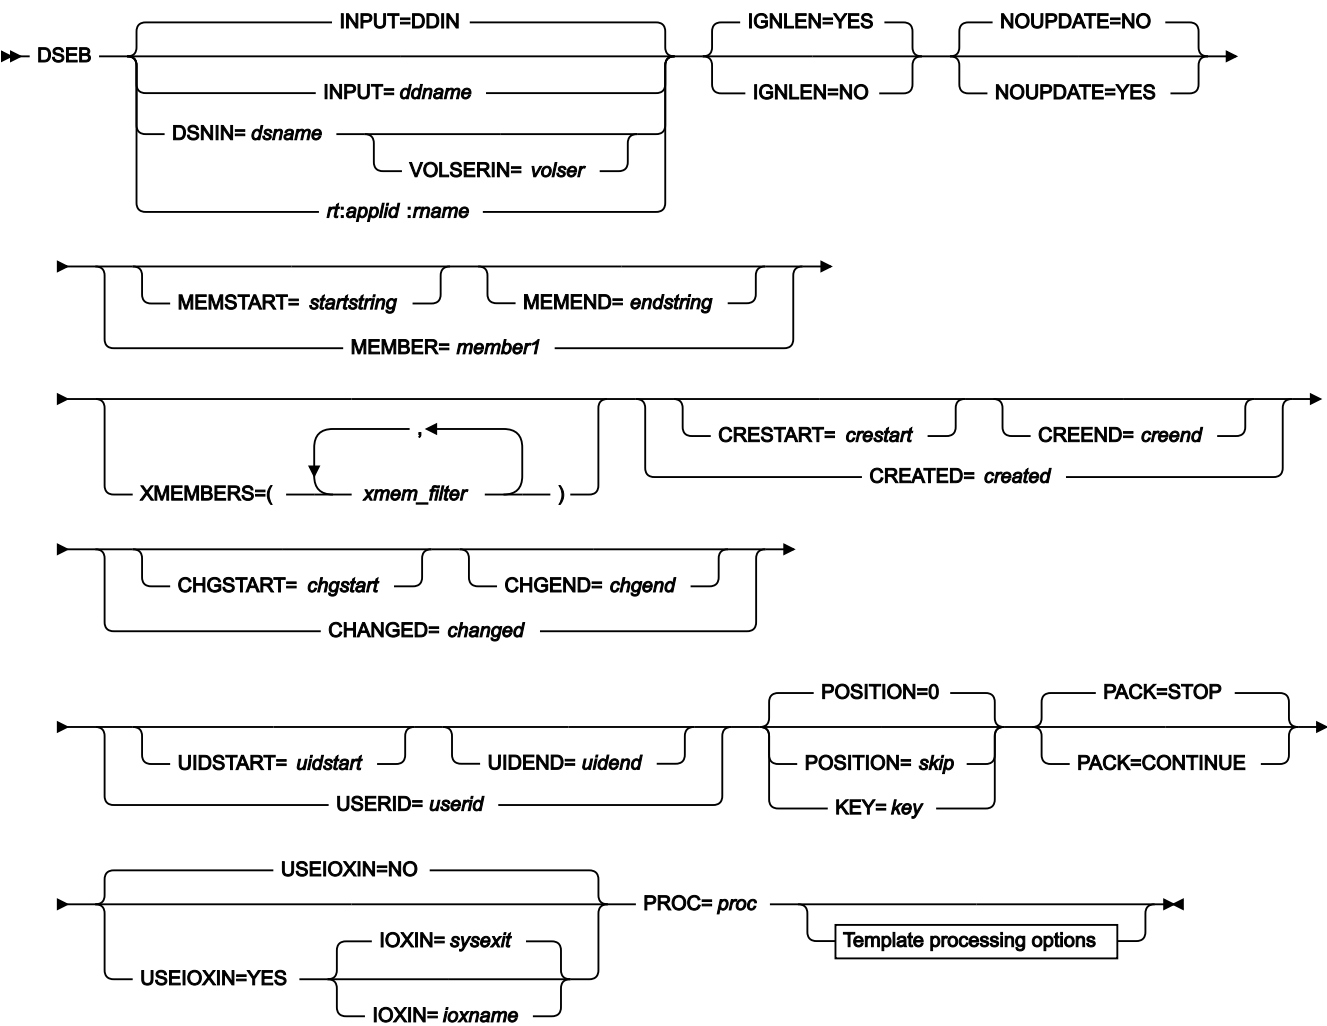 INPUT=DDIN
IGNLEN=YES
NOUPDATE=NO
DSEB
INPUT= ddname
IGNLEN=NO
NOUPDATE=YES
DSNIN= dsname
VOLSERIN= volser
rt:applid :rname
MEMSTART= startstring
MEMEND= endstring
MEMBER= member1
,
CRESTART= crestart
CREEND= creend
CREATED= created
XMEMBERS=( xmem_filter )
CHGSTART= chgstart
CHGEND= chgend
CHANGED= changed
POSITION=0
PACK=STOP
UIDSTART= uidstart
UIDEND= uidend
POSITION= skip
PACK=CONTINUE
USERID= userid
KEY= key
USEIOXIN=NO
PROC= proc
IOXIN= sysexit
Template processing options
USEIOXIN=YES
IOXIN= ioxname